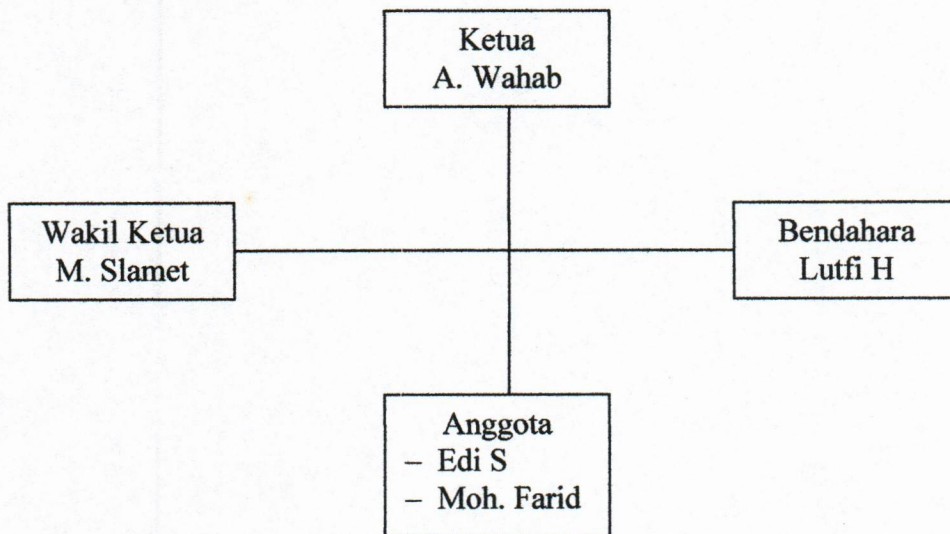 Ketua
A. Wahab
Wakil Ketua
M. Slamet
Bendahara
Lutfi H
Anggota
– Edi S
– Moh. Farid